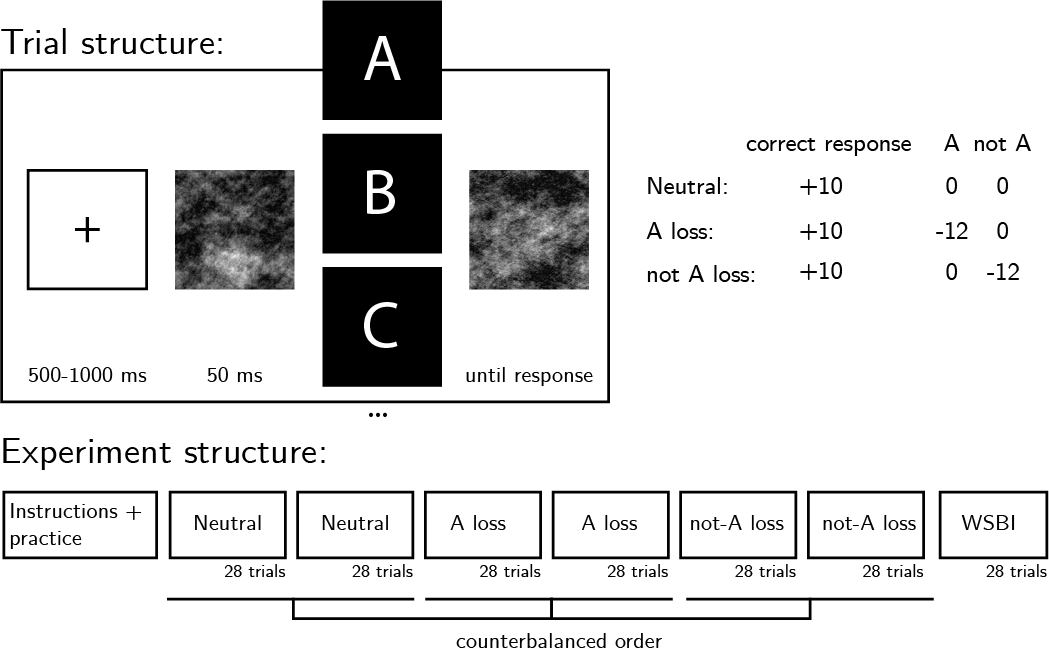 Trial structure:
A
B
C
+
500-1000 ms
50 ms
until response
...
correct response A not A
Neutral: +10 0 0
A loss: +10 -12 0
not A loss: +10 0 -12
Experiment structure:
Instructions +
practice
Neutral
Neutral
A loss
A loss
not-A loss
not-A loss
WSBI
28 trials
28 trials
28 trials
28 trials
28 trials
28 trials
28 trials
counterbalanced order